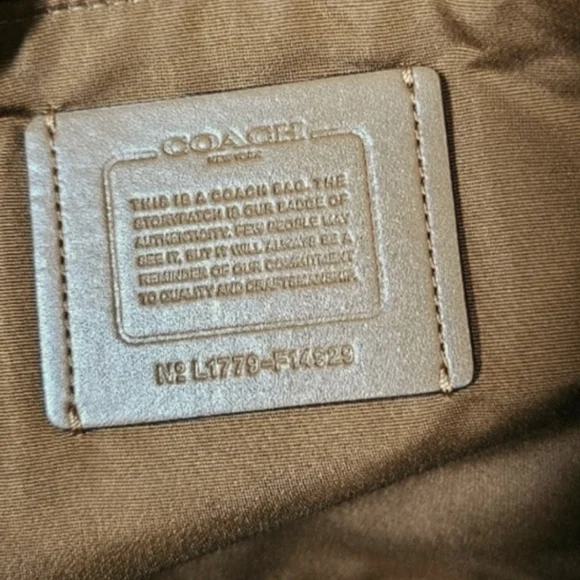 COACH
NEW YORK
THIS IS A COACH BAG. THE
STORYPATCH IS OUR BADGE OF
AUTHENTICITY. FEW PEOPLE MAY
SEE IT, BUT IT WILL ALWAYS BE A
REMINDER OF OUR COMMITMENT
TO QUALITY AND CRAFTSMANSHIP.
Nº L1779-F14929